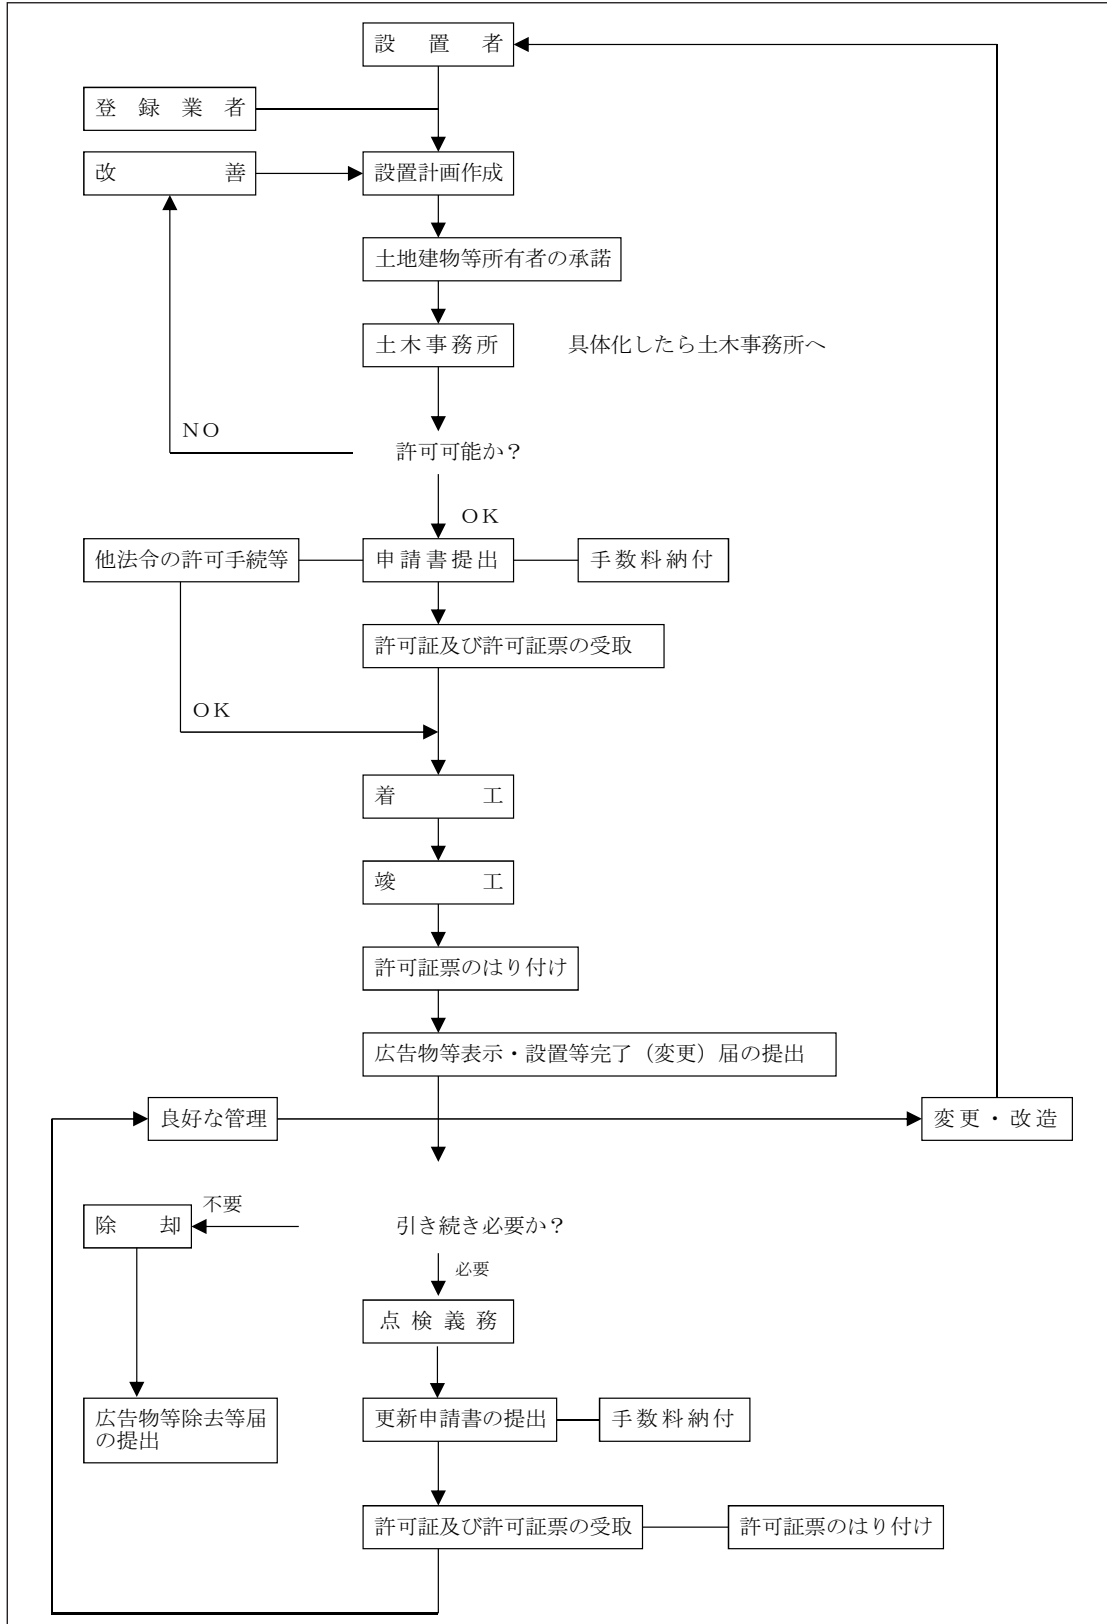 設置者
登録業者
改善
設置計画作成
土地建物等所有者の承諾
土木事務所
具体化したら土木事務所へ
NO
許可可能か？
OK
他法令の許可手続等
申請書提出
手数料納付
許可証及び許可証票の受取
OK
着工
竣工
許可証票のはり付け
広告物等表示・設置等完了（変更）届の提出
良好な管理
変更・改造
不要
除却
引き続き必要か？
必要
点検義務
更新申請書の提出
手数料納付
広告物等除去等届
の提出
許可証及び許可証票の受取
許可証票のはり付け